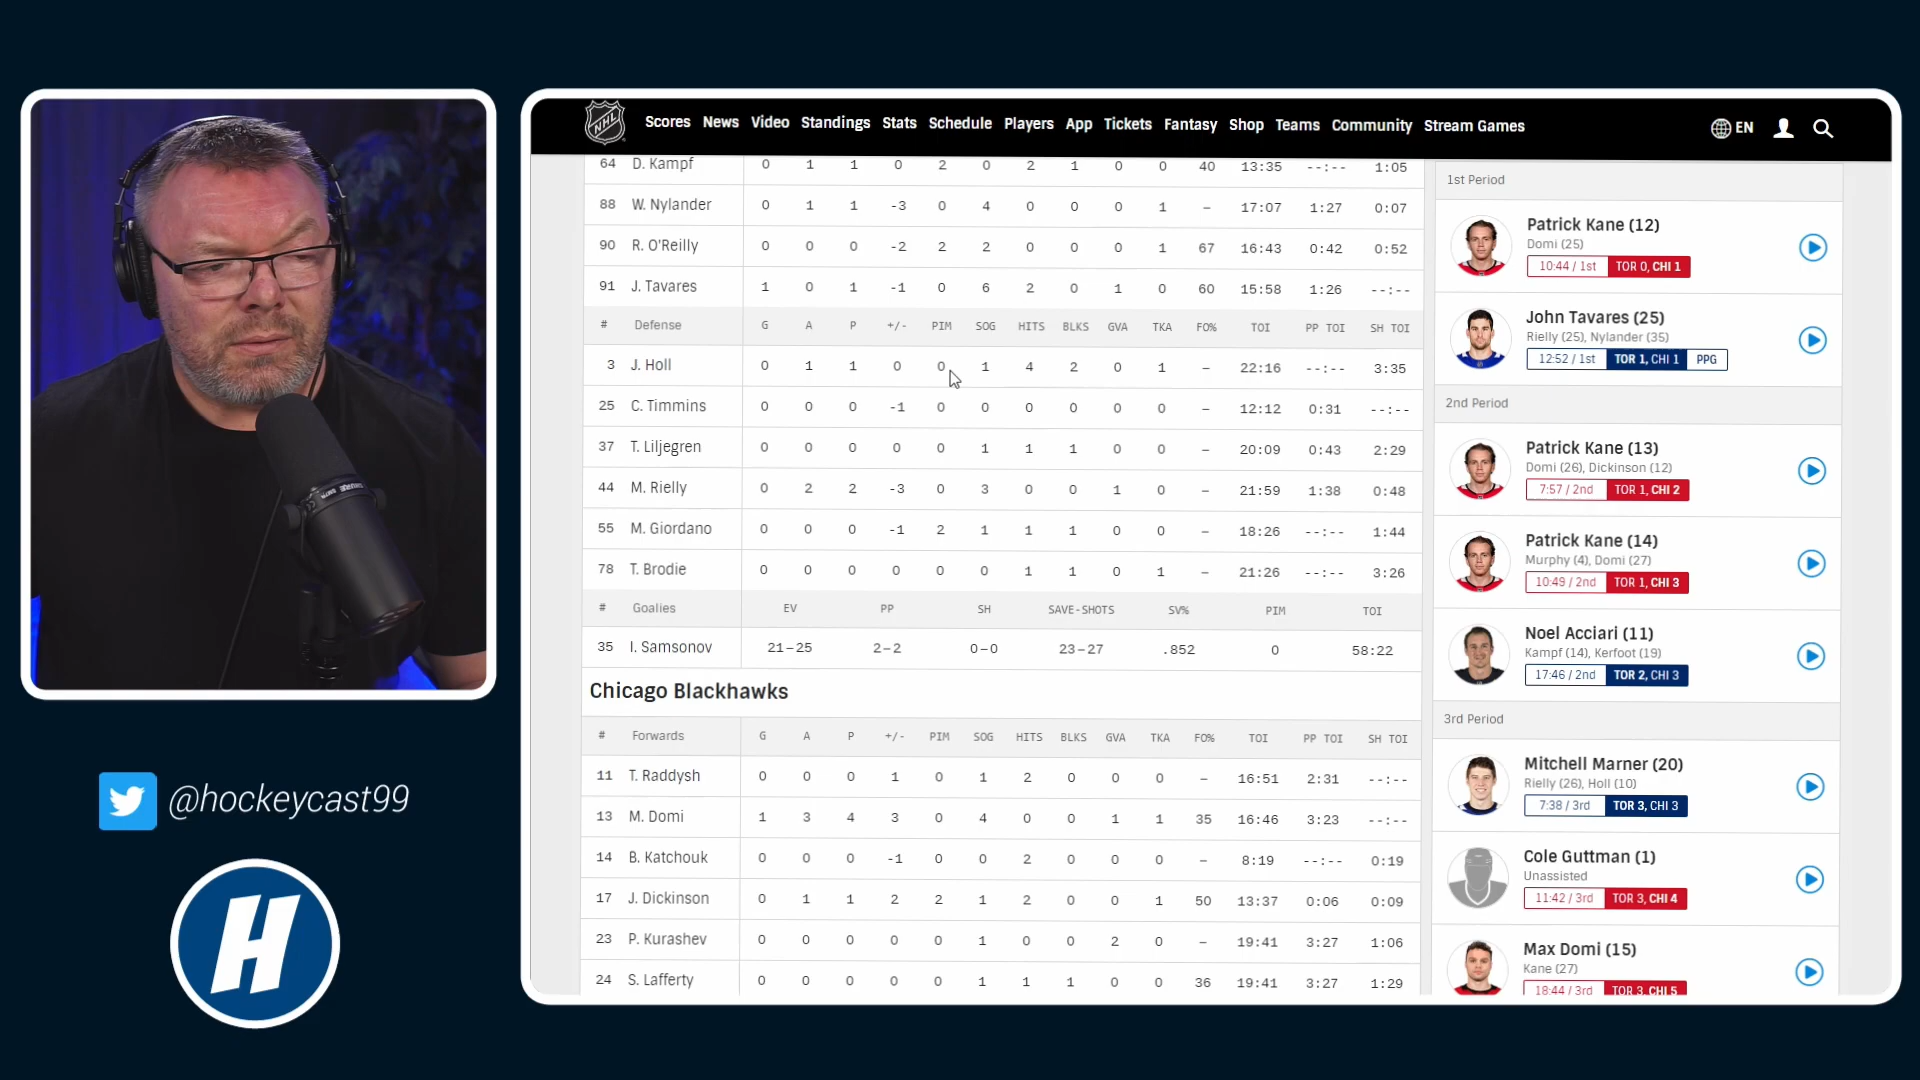 NHL
Scores News Video Standings Stats Schedule Players App Tickets Fantasy Shop Teams Community Stream Games EN
64 D. Kampf 0 1 1 0 2 0 2 1 0 0 40 13:35 --:-- 1:05
88 W. Nylander 0 1 1 -3 0 4 0 0 0 1 – 17:07 1:27 0:07
90 R. O'Reilly 0 0 0 -2 2 2 0 0 0 1 67 16:43 0:42 0:52
91 J. Tavares 1 0 1 -1 0 6 2 0 1 0 60 15:58 1:26 --:--
# Defense G A P +/- PIM SOG HITS BLKS GVA TKA FO% TOI PP TOI SH TOI
3 J. Holl 0 1 1 0 0 1 4 2 0 1 – 22:16 --:-- 3:35
25 C. Timmins 0 0 0 -1 0 0 0 0 0 0 – 12:12 0:31 --:--
37 T. Liljegren 0 0 0 0 0 1 1 1 0 0 – 20:09 0:43 2:29
44 M. Rielly 0 2 2 -3 0 3 0 0 1 0 – 21:59 1:38 0:48
55 M. Giordano 0 0 0 -1 2 1 1 1 0 0 – 18:26 --:-- 1:44
78 T. Brodie 0 0 0 0 0 0 1 1 0 1 – 21:26 --:-- 3:26
# Goalies EV PP SH SAVE-SHOTS SV% PIM TOI
35 I. Samsonov 21–25 2–2 0–0 23–27 .852 0 58:22
Chicago Blackhawks
# Forwards G A P +/- PIM SOG HITS BLKS GVA TKA FO% TOI PP TOI SH TOI
11 T. Raddysh 0 0 0 1 0 1 2 0 0 0 – 16:51 2:31 --:--
13 M. Domi 1 3 4 3 0 4 0 0 1 1 35 16:46 3:23 --:--
14 B. Katchouk 0 0 0 -1 0 0 2 0 0 0 – 8:19 --:-- 0:19
17 J. Dickinson 0 1 1 2 2 1 2 0 0 1 50 13:37 0:06 0:09
23 P. Kurashev 0 0 0 0 0 1 0 0 2 0 – 19:41 3:27 1:06
24 S. Lafferty 0 0 0 0 0 1 1 1 0 0 36 19:41 3:27 1:29
1st Period
Patrick Kane (12)
Domi (25)
10:44 / 1st TOR 0, CHI 1
John Tavares (25)
Rielly (25), Nylander (35)
12:52 / 1st TOR 1, CHI 1 PPG
2nd Period
Patrick Kane (13)
Domi (26), Dickinson (12)
7:57 / 2nd TOR 1, CHI 2
Patrick Kane (14)
Murphy (4), Domi (27)
10:49 / 2nd TOR 1, CHI 3
Noel Acciari (11)
Kampf (14), Kerfoot (19)
17:46 / 2nd TOR 2, CHI 3
3rd Period
Mitchell Marner (20)
Rielly (26), Holl (10)
7:38 / 3rd TOR 3, CHI 3
Cole Guttman (1)
Unassisted
11:42 / 3rd TOR 3, CHI 4
Max Domi (15)
Kane (27)
18:44 / 3rd TOR 3, CHI 5
@hockeycast99
H